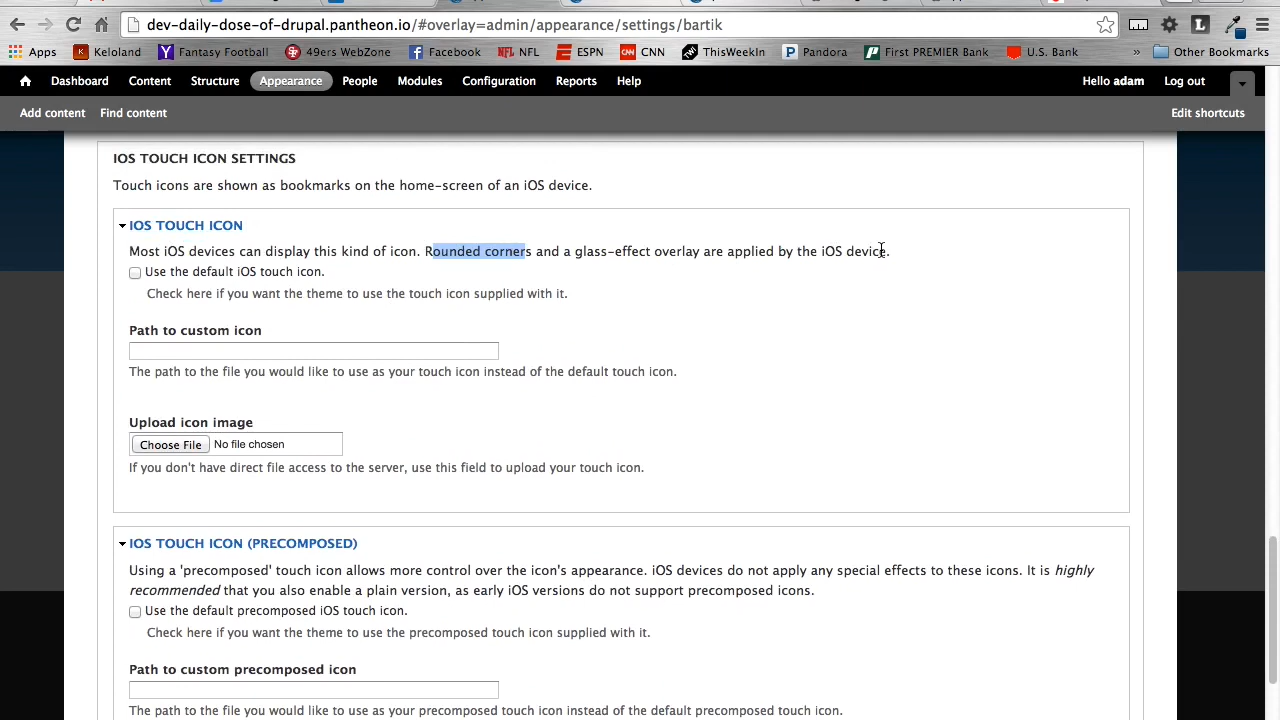 dev-daily-dose-of-drupal.pantheon.io/#overlay=admin/appearance/settings/bartik
Apps Keloland Fantasy Football 49ers WebZone Facebook NFL ESPN CNN ThisWeekIn Pandora First PREMIER Bank U.S. Bank » Other Bookmarks
Dashboard Content Structure Appearance People Modules Configuration Reports Help Hello adam Log out
Add content Find content Edit shortcuts
IOS TOUCH ICON SETTINGS
Touch icons are shown as bookmarks on the home-screen of an iOS device.
IOS TOUCH ICON
Most iOS devices can display this kind of icon. Rounded corners and a glass-effect overlay are applied by the iOS device.
Use the default iOS touch icon.
Check here if you want the theme to use the touch icon supplied with it.
Path to custom icon
The path to the file you would like to use as your touch icon instead of the default touch icon.
Upload icon image
Choose File No file chosen
If you don't have direct file access to the server, use this field to upload your touch icon.
IOS TOUCH ICON (PRECOMPOSED)
Using a 'precomposed' touch icon allows more control over the icon's appearance. iOS devices do not apply any special effects to these icons. It is highly
recommended that you also enable a plain version, as early iOS versions do not support precomposed icons.
Use the default precomposed iOS touch icon.
Check here if you want the theme to use the precomposed touch icon supplied with it.
Path to custom precomposed icon
The path to the file you would like to use as your precomposed touch icon instead of the default precomposed touch icon.